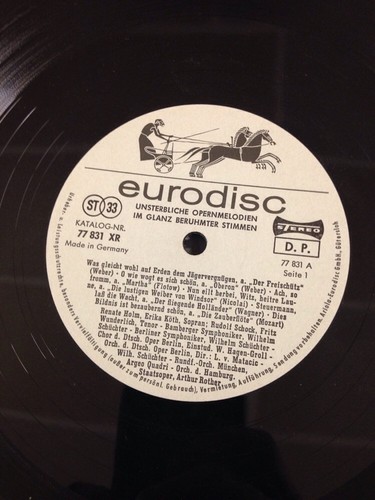 eurodisc
UNSTERBLICHE OPERNMELODIEN
IM GLANZ BERUHMTER STIMMEN
ST 33
KATALOG-NR.
77 831 XR
Made in Germany
STEREO
D. P.
77 831 A
Seite 1
Was gleicht wohl auf Erden dem Jägervergnügen, a. „Der Freischütz"
(Weber) - O wie wogt es sich schön, a. „Oberon" (Weber) - Ach, so
fromm, a. „Martha" (Flotow) - Nun eilt herbei, Witz, heitre Lau-
ne, a. „Die lustigen Weiber von Windsor" (Nicolai) - Steuermann,
laß die Wacht, a. „Der fliegende Holländer" (Wagner) - Dies
Bildnis ist bezaubernd schön, a. „Die Zauberflöte" (Mozart)
Renate Holm, Erika Köth, Sopran; Rudolf Schock, Fritz
Wunderlich, Tenor - Bamberger Symphoniker, Wilhelm
Schüchter - Berliner Symphoniker, Wilhelm Schüchter -
Chor d. Dtsch. Oper Berlin, Einstud. W. Hagen-Groll -
Orch. d. Dtsch. Oper Berlin, Dir.: L. v. Matacic -
Wilh. Schüchter - Rundf.-Orch. München,
Argeo Quadri - Orch. d. Hamburg.
Staatsoper, Arthur Rother.